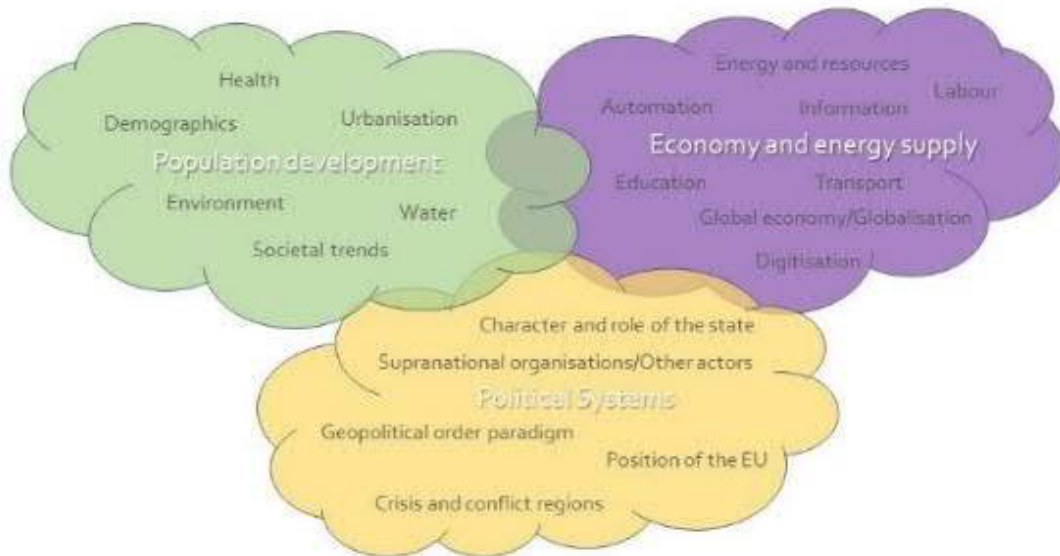 Health
Demographics
Urbanisation
Population development
Environment
Water
Societal trends
Energy and resources
Labour
Automation
Information
Economy and energy supply
Education
Transport
Global economy/Globalisation
Digitisation
Character and role of the state
Supranational organisations/Other actors
Political Systems
Geopolitical order paradigm
Position of the EU
Crisis and conflict regions